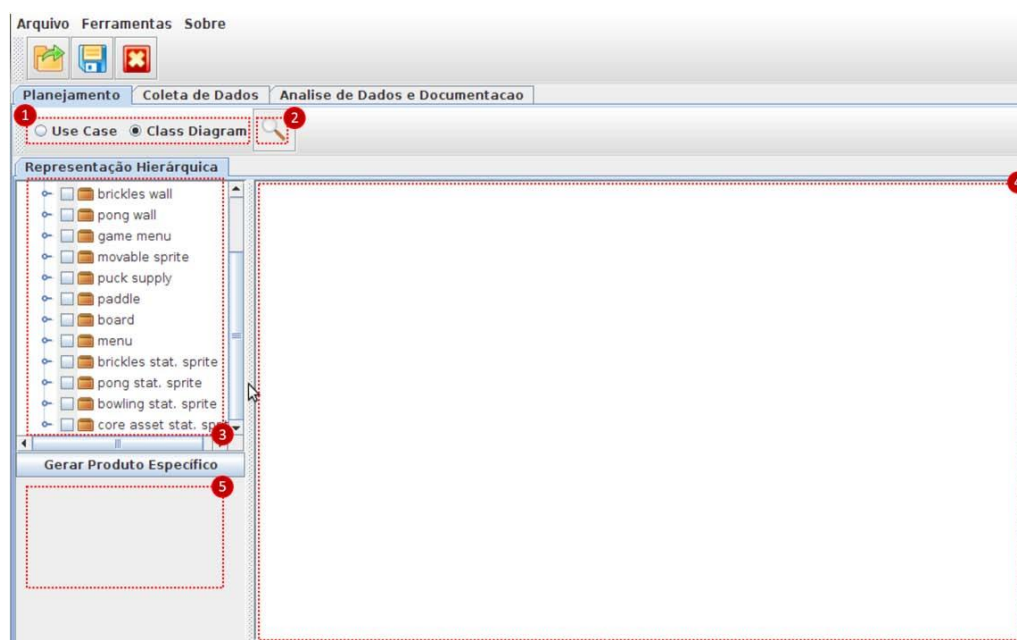 Arquivo Ferramentas Sobre
Planejamento Coleta de Dados Analise de Dados e Documentacao
1 2
Use Case Class Diagram
Representação Hierárquica
4
brickles wall
pong wall
game menu
movable sprite
puck supply
paddle
board
menu
brickles stat. sprite
pong stat. sprite
bowling stat. sprite
core asset stat.
3
Gerar Produto Específico
5